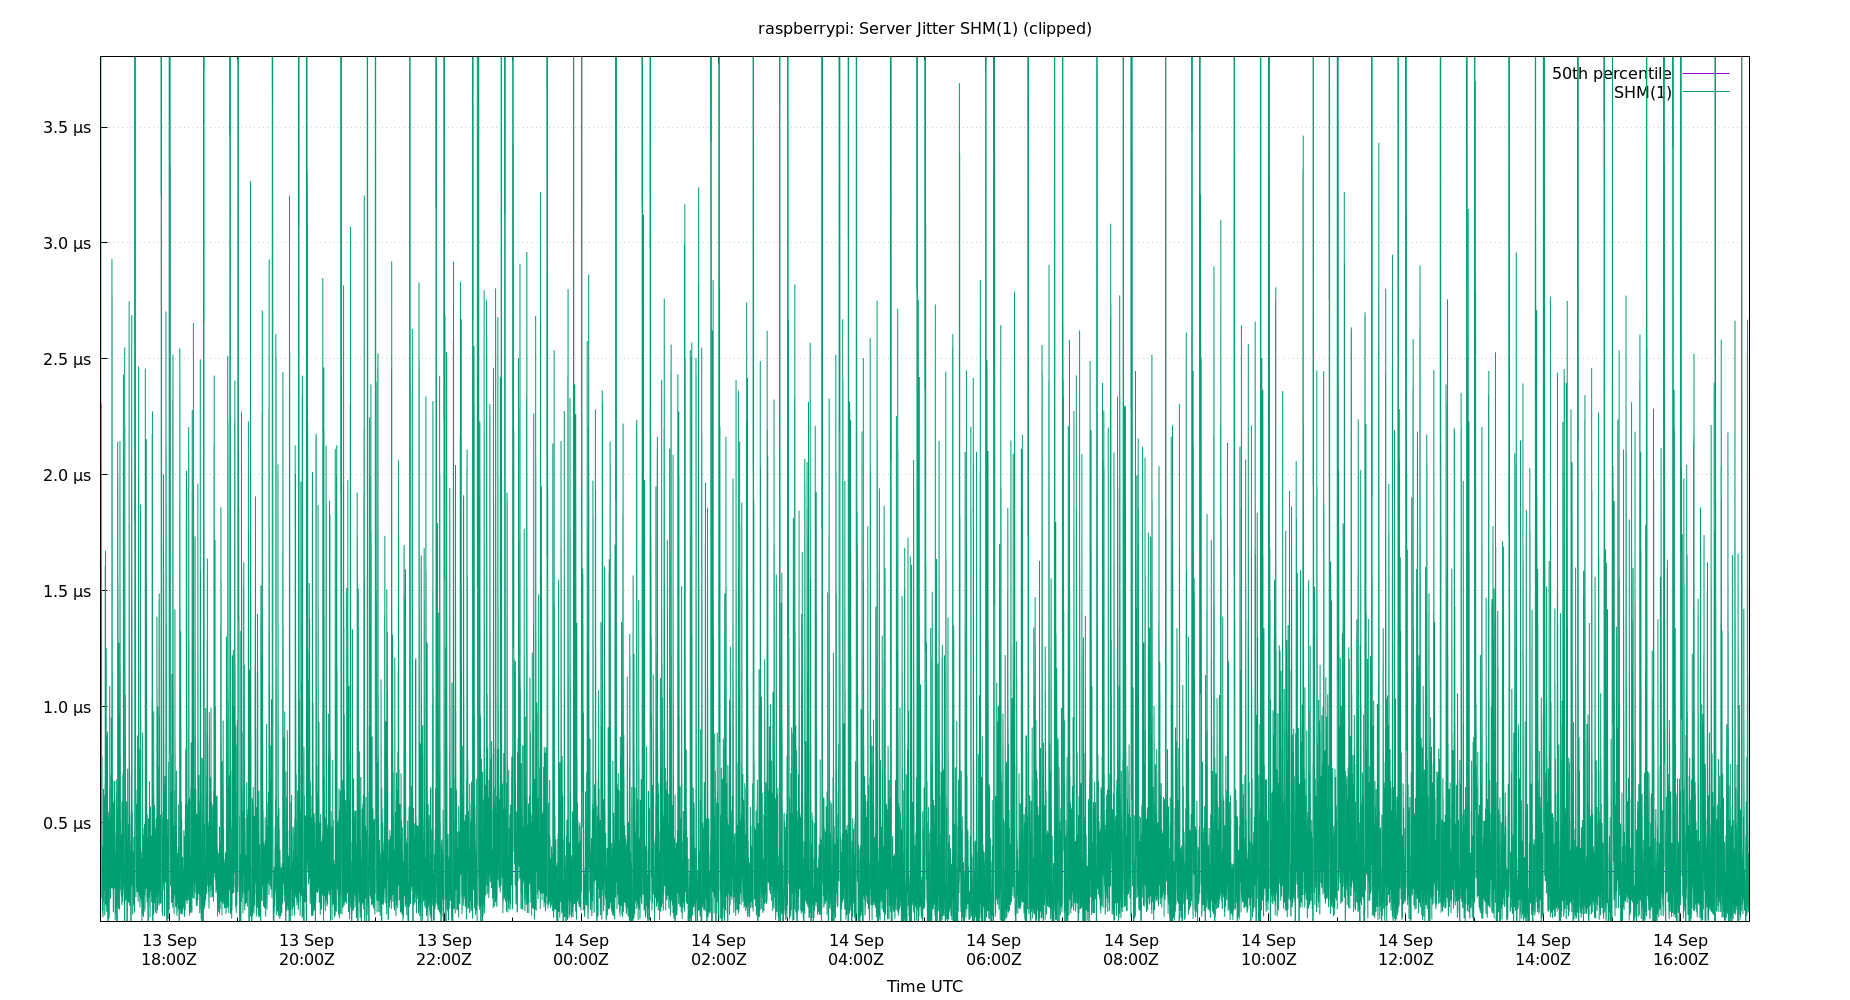 raspberrypi: Server Jitter SHM(1) (clipped)
50th percentile
SHM(1)
3.5 µs
3.0 µs
2.5 µs
2.0 µs
1.5 µs
1.0 µs
0.5 µs
13 Sep 13 Sep 13 Sep 14 Sep 14 Sep 14 Sep 14 Sep 14 Sep 14 Sep 14 Sep 14 Sep 14 Sep
18:00Z 20:00Z 22:00Z 00:00Z 02:00Z 04:00Z 06:00Z 08:00Z 10:00Z 12:00Z 14:00Z 16:00Z
Time UTC